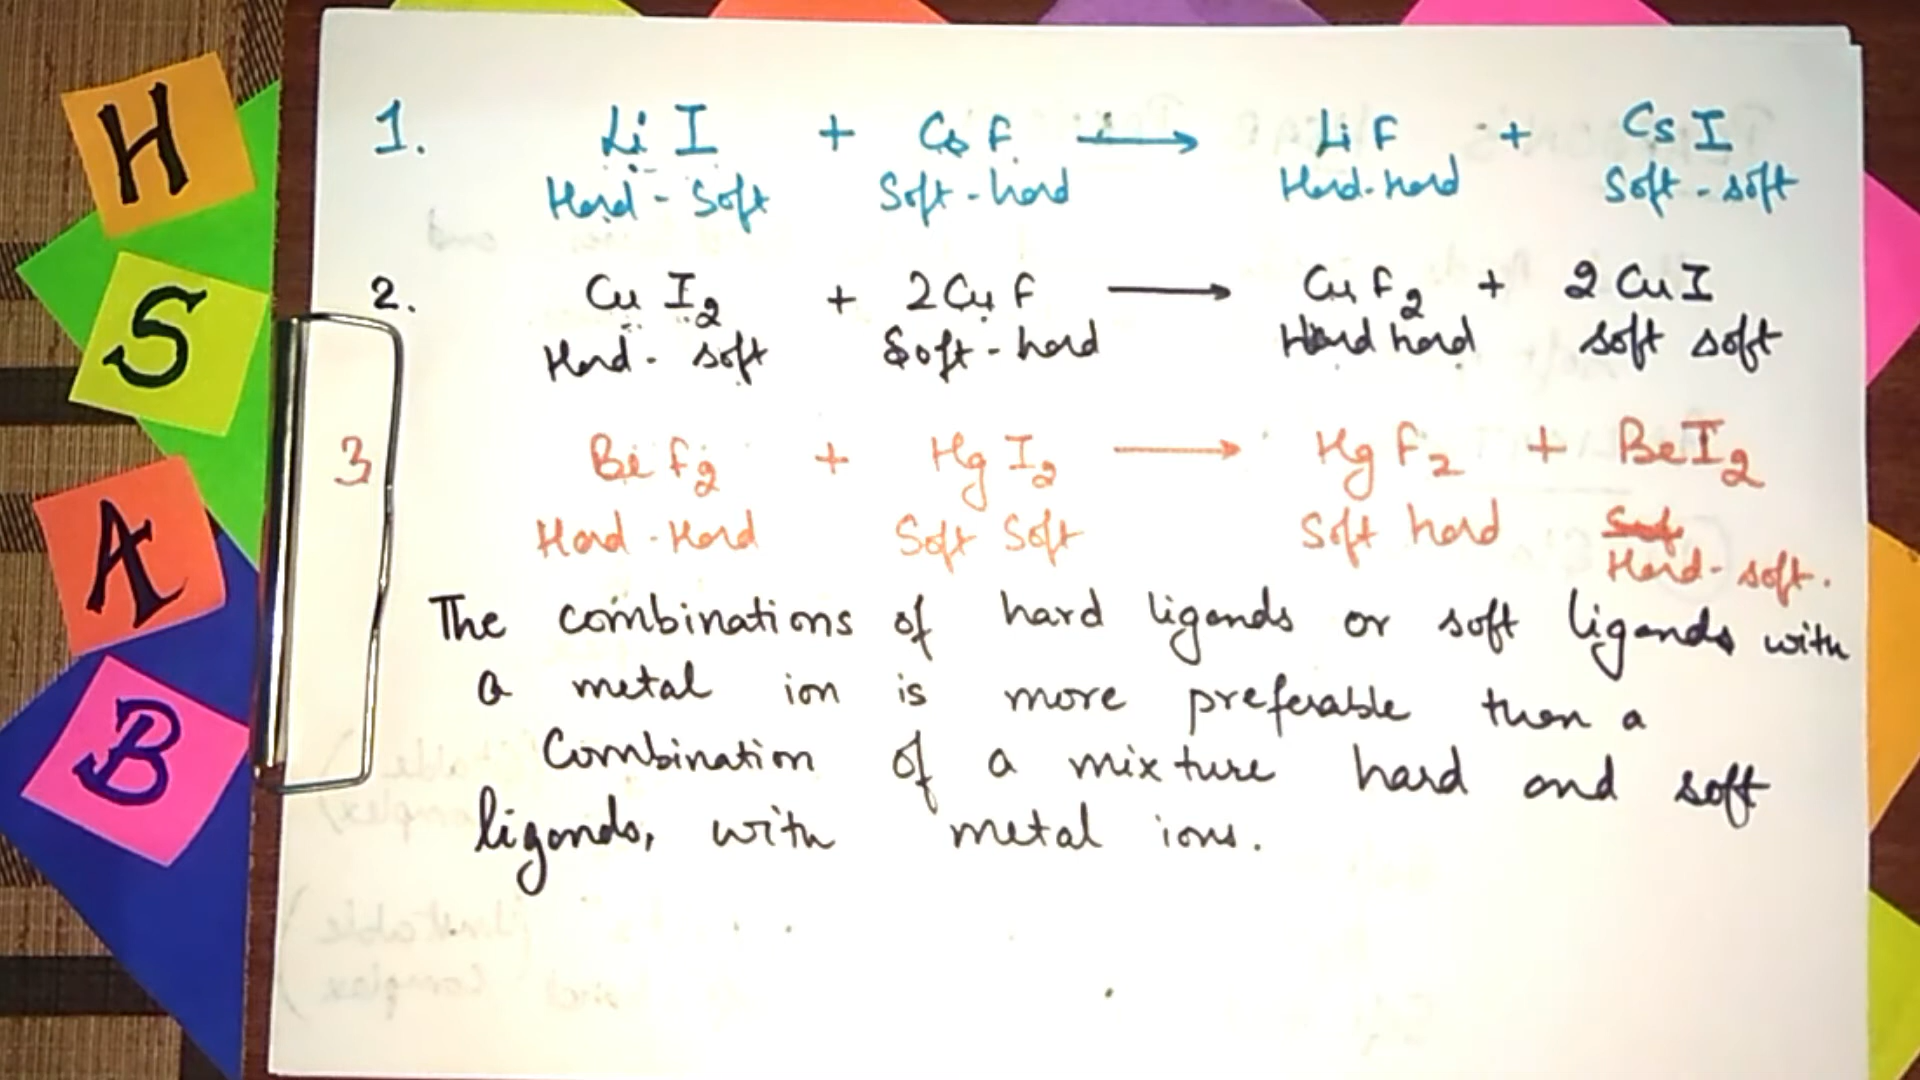 H
S
A
B
1. LiI + CsF → LiF + CsI
Hard - Soft Soft - hard Hard - hard Soft - soft
2. CuI2 + 2CuF → CuF2 + 2CuI
Hard - soft Soft - hard Hard hard soft soft
3 BeF2 + HgI2 → HgF2 + BeI2
Hard - Hard Soft Soft Soft hard
Hard - soft.
The combinations of hard ligands or soft ligands with
a metal ion is more preferable than a
Combination of a mixture hard and soft
ligands, with metal ions.